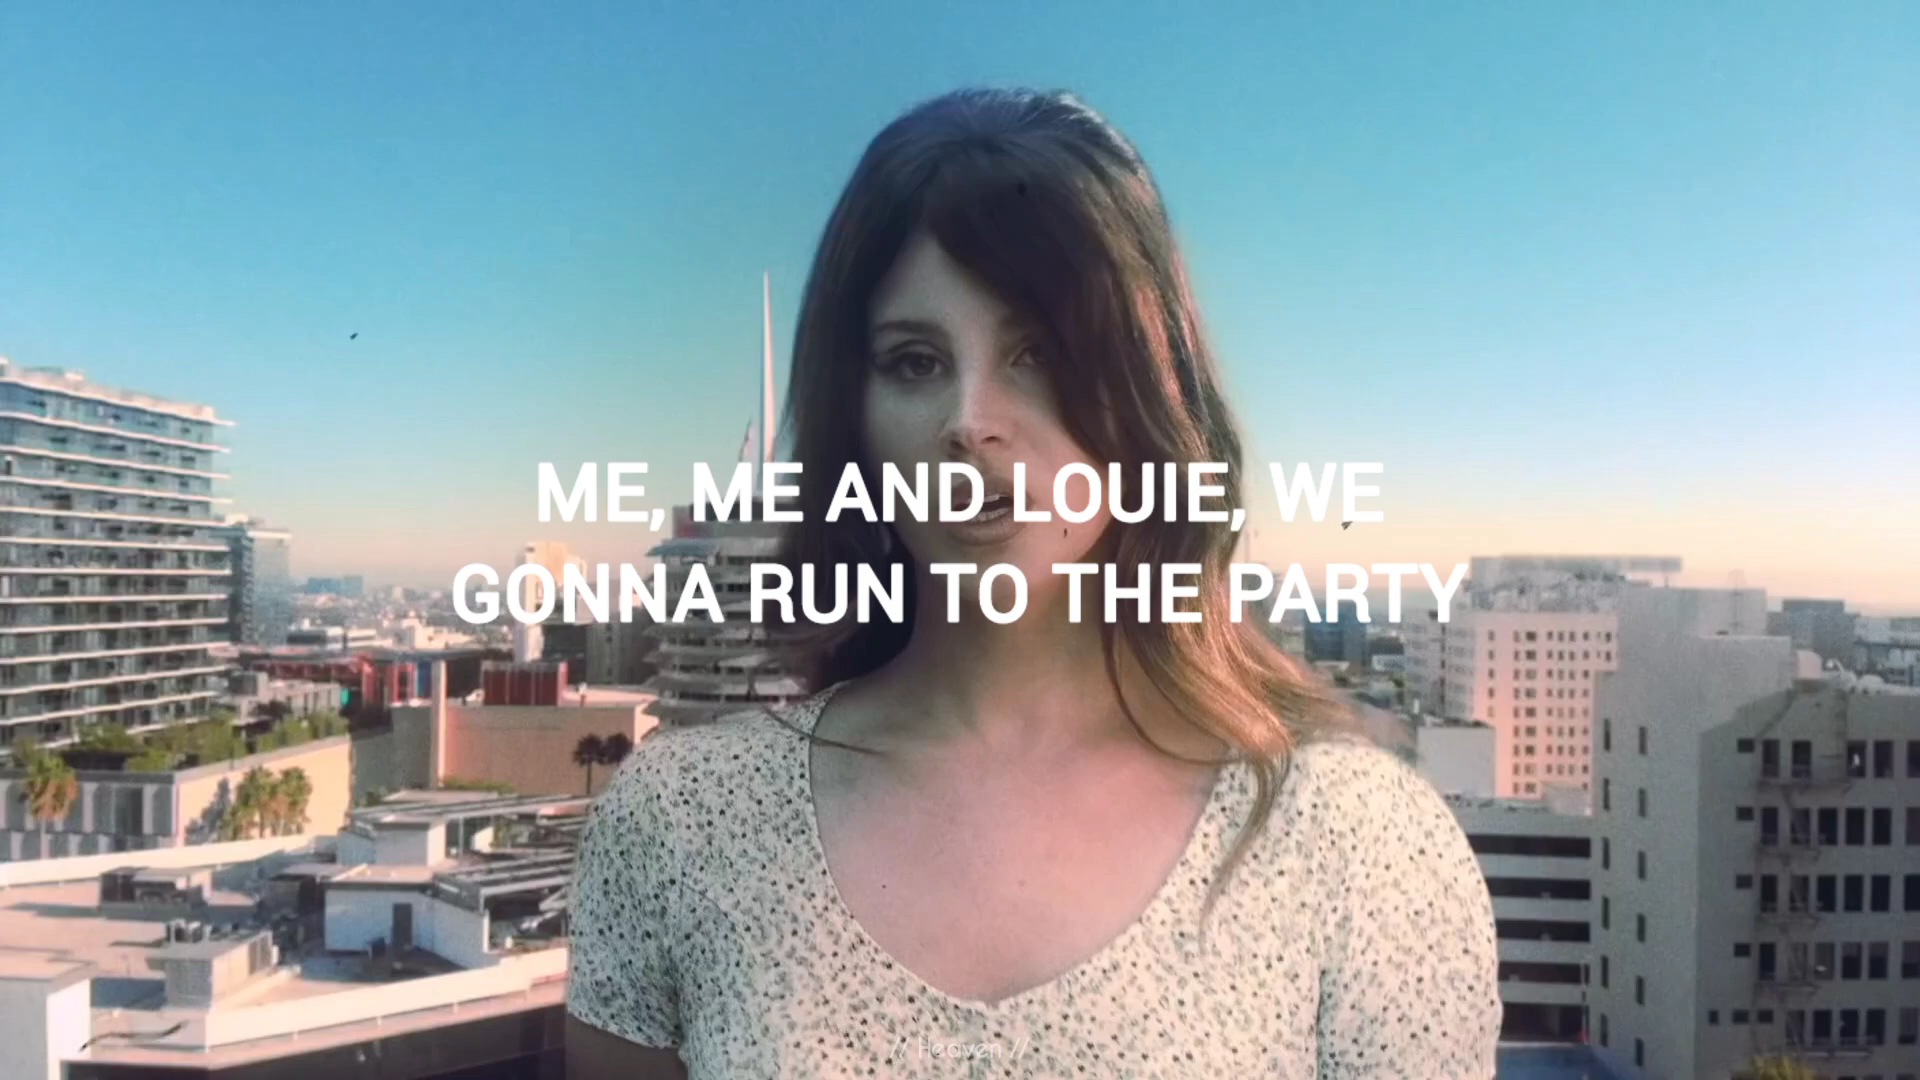 ME, ME AND LOUIE, WE
GONNA RUN TO THE PARTY
// Heaven //